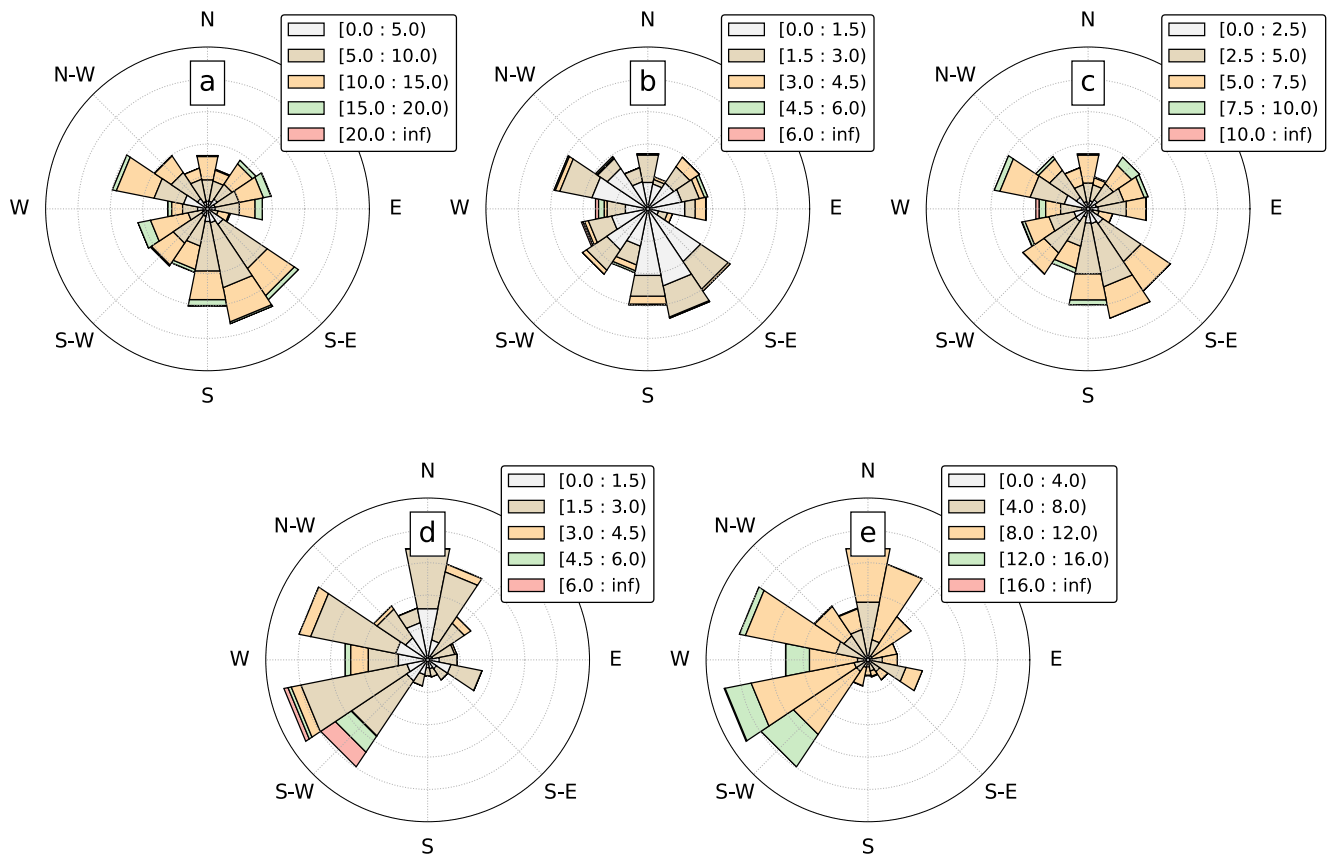 N
N-W
W
E
S-W
S-E
S
a
[0.0 : 5.0)
[5.0 : 10.0)
[10.0 : 15.0)
[15.0 : 20.0)
[20.0 : inf)
N
W
E
S-W
S-E
S
b
[0.0 : 1.5)
[1.5 : 3.0)
[3.0 : 4.5)
[4.5 : 6.0)
[6.0 : inf)
N-W
N
N-W
W
E
S-W
S-E
S
c
[0.0 : 2.5)
[2.5 : 5.0)
[5.0 : 7.5)
[7.5 : 10.0)
[10.0 : inf)
N
N-W
W
E
S-W
S-E
S
d
[0.0 : 1.5)
[1.5 : 3.0)
[3.0 : 4.5)
[4.5 : 6.0)
[6.0 : inf)
N
N-W
W
E
S-W
S-E
S
e
[0.0 : 4.0)
[4.0 : 8.0)
[8.0 : 12.0)
[12.0 : 16.0)
[16.0 : inf)